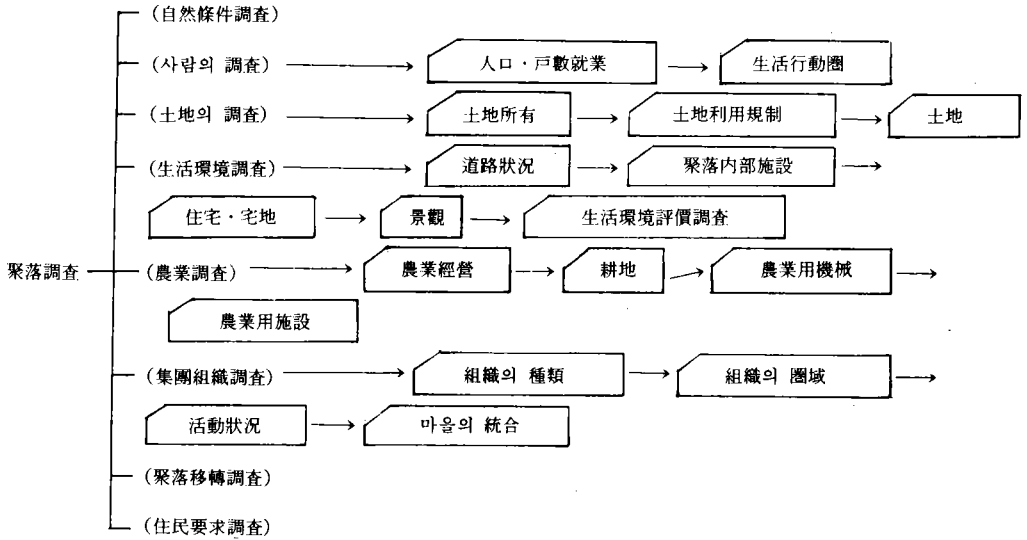 (自然條件調査)
(사람의 調査) 人口・戸數就業 生活行動圈
(土地의 調査) 土地所有 土地利用規制 土地
(生活環境調査) 道路狀況 聚落内部施設
住宅・宅地 景觀 生活環境評價調査
聚落調査 (農業調査) 農業經營 耕地 農業用機械
農業用施設
(集團組織調査) 組織의 種類 組織의 圈域
活動狀況 마을의 統合
(聚落移轉調査)
(住民要求調査)